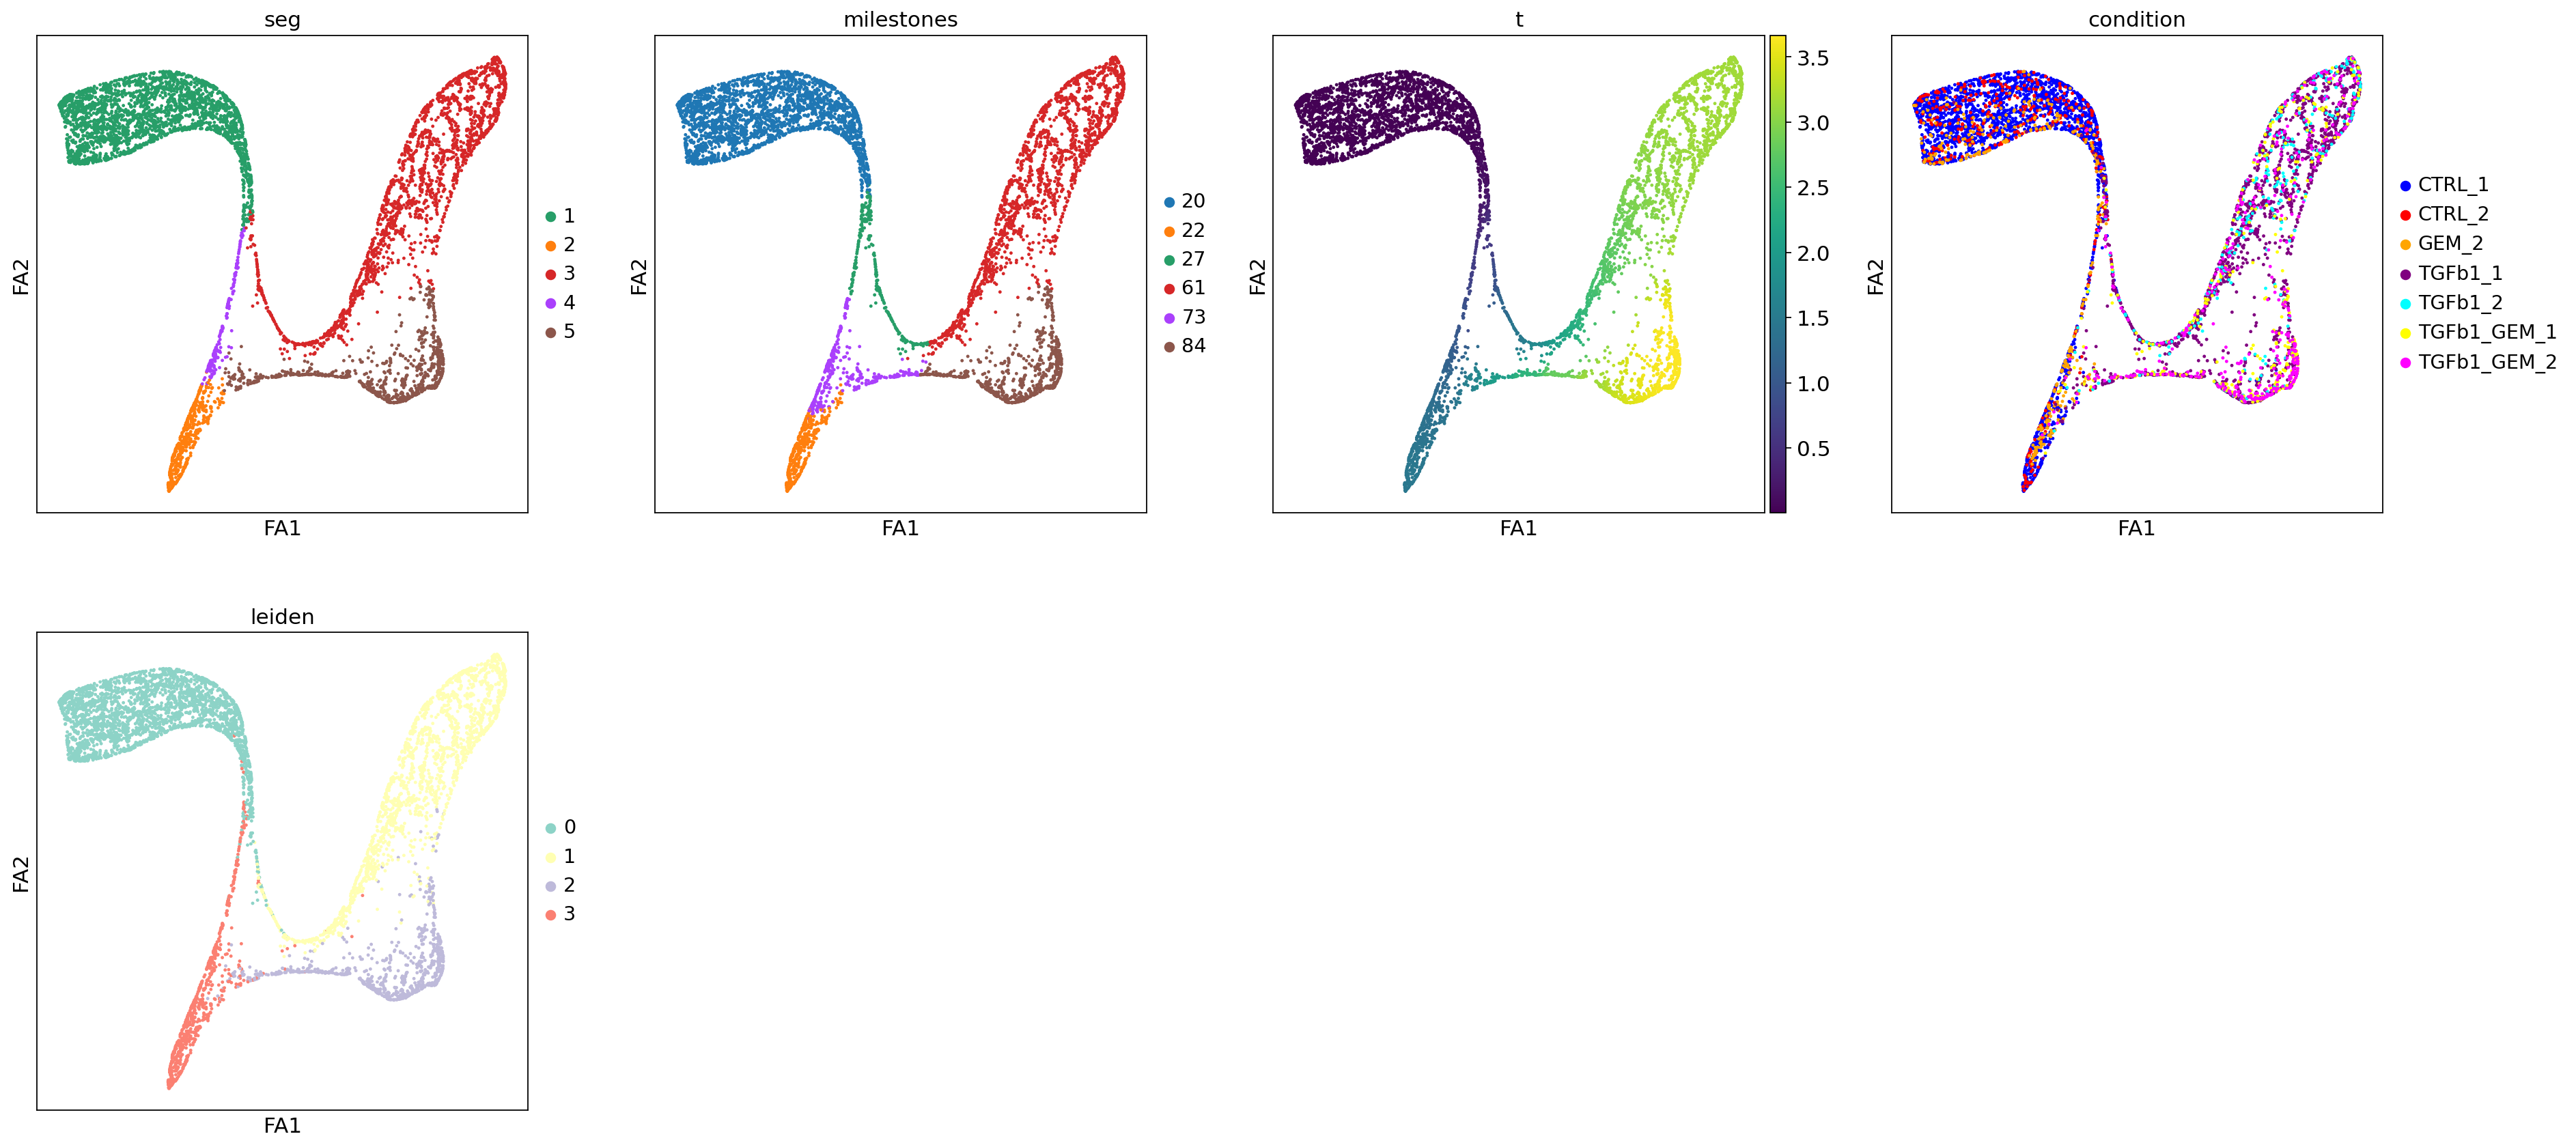 seg
FA2
FA1
1
2
3
4
5
milestones
FA2
FA1
20
22
27
61
73
84
t
FA2
FA1
3.5
3.0
2.5
2.0
1.5
1.0
0.5
condition
FA2
FA1
CTRL_1
CTRL_2
GEM_2
TGFb1_1
TGFb1_2
TGFb1_GEM_1
TGFb1_GEM_2
leiden
FA2
FA1
0
1
2
3